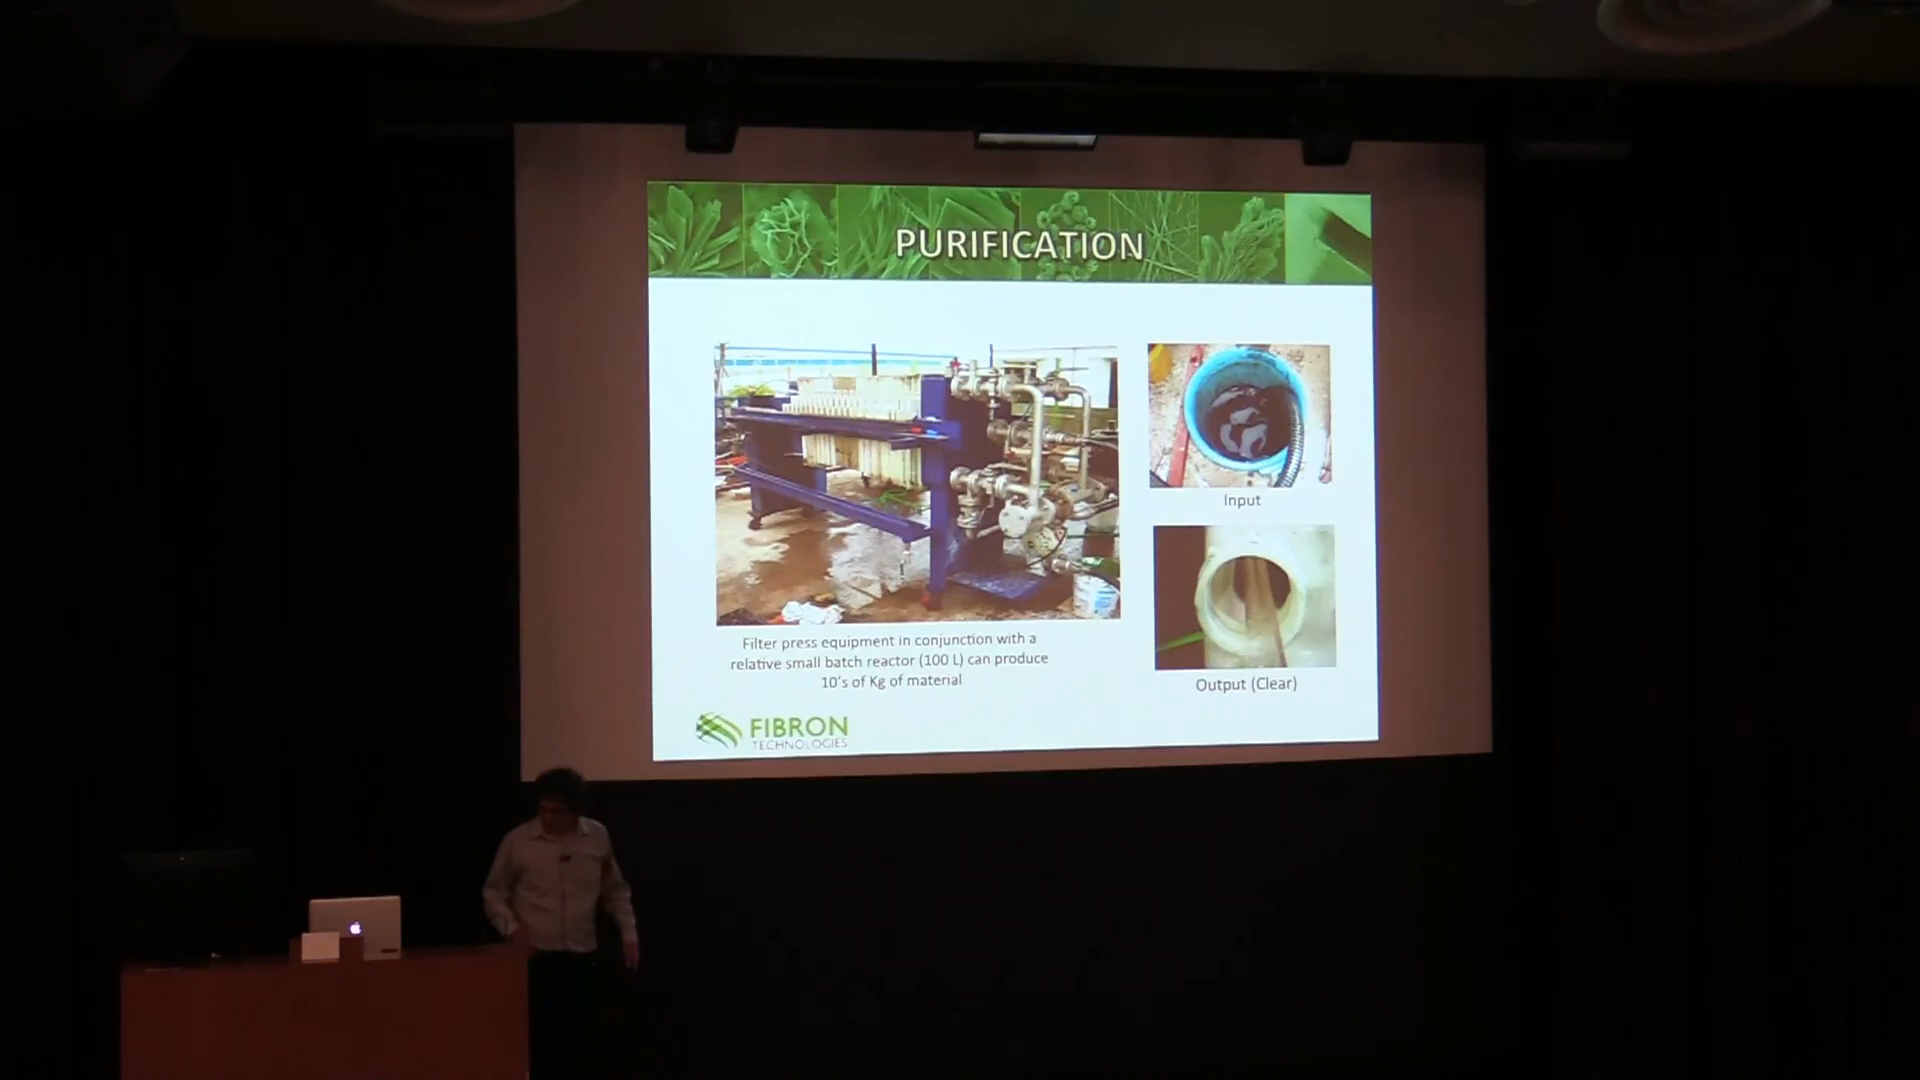 PURIFICATION
Input
Filter press equipment in conjunction with a
relative small batch reactor (100 L) can produce
10's of Kg of material
Output (Clear)
FIBRON
TECHNOLOGIES